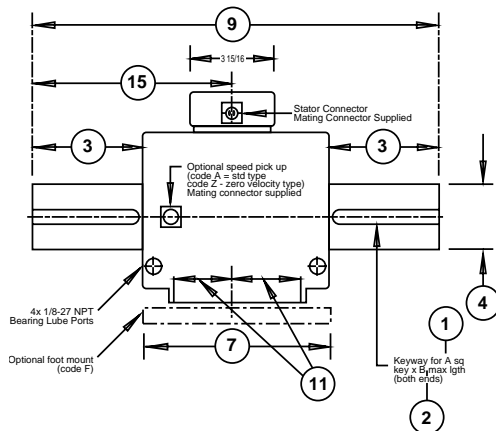 9
15
3 15/16
Stator Connector
Mating Connector Supplied
3
3
Optional speed pick up
(code A = std type
code Z - zero velocity type)
Mating connector supplied
4x 1/8-27 NPT
Bearing Lube Ports
4
1
Optional foot mount
(code F)
7
11
Keyway for A sq
key x B max lgth
(both ends)
2